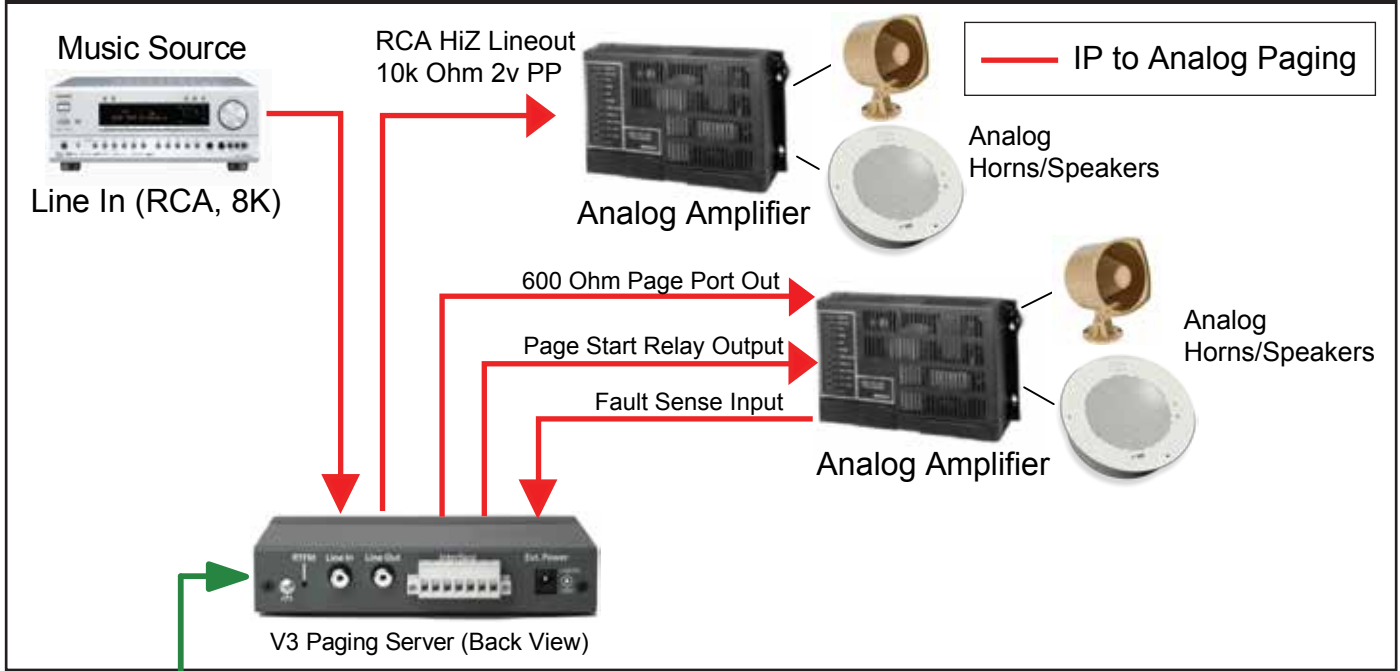 Music Source
Line In (RCA, 8K)
RCA HiZ Lineout
10k Ohm 2v PP
Analog Amplifier
Analog
Horns/Speakers
IP to Analog Paging
600 Ohm Page Port Out
Page Start Relay Output
Fault Sense Input
Analog Amplifier
Analog
Horns/Speakers
RTFM Line In Line Out Interface Ext. Power
V3 Paging Server (Back View)